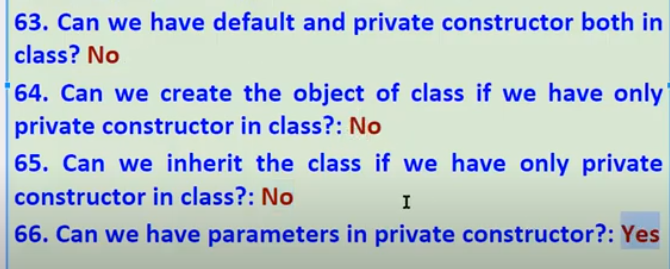 63. Can we have default and private constructor both in
class? No
64. Can we create the object of class if we have only
private constructor in class?: No
65. Can we inherit the class if we have only private
constructor in class?: No
66. Can we have parameters in private constructor?: Yes